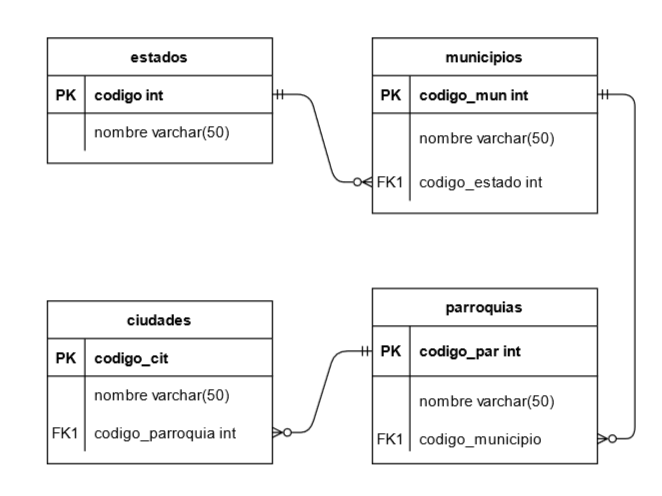 estados
PK codigo int
nombre varchar(50)
municipios
PK codigo_mun int
nombre varchar(50)
FK1 codigo_estado int
ciudades
PK codigo_cit
nombre varchar(50)
FK1 codigo_parroquia int
parroquias
PK codigo_par int
nombre varchar(50)
FK1 codigo_municipio